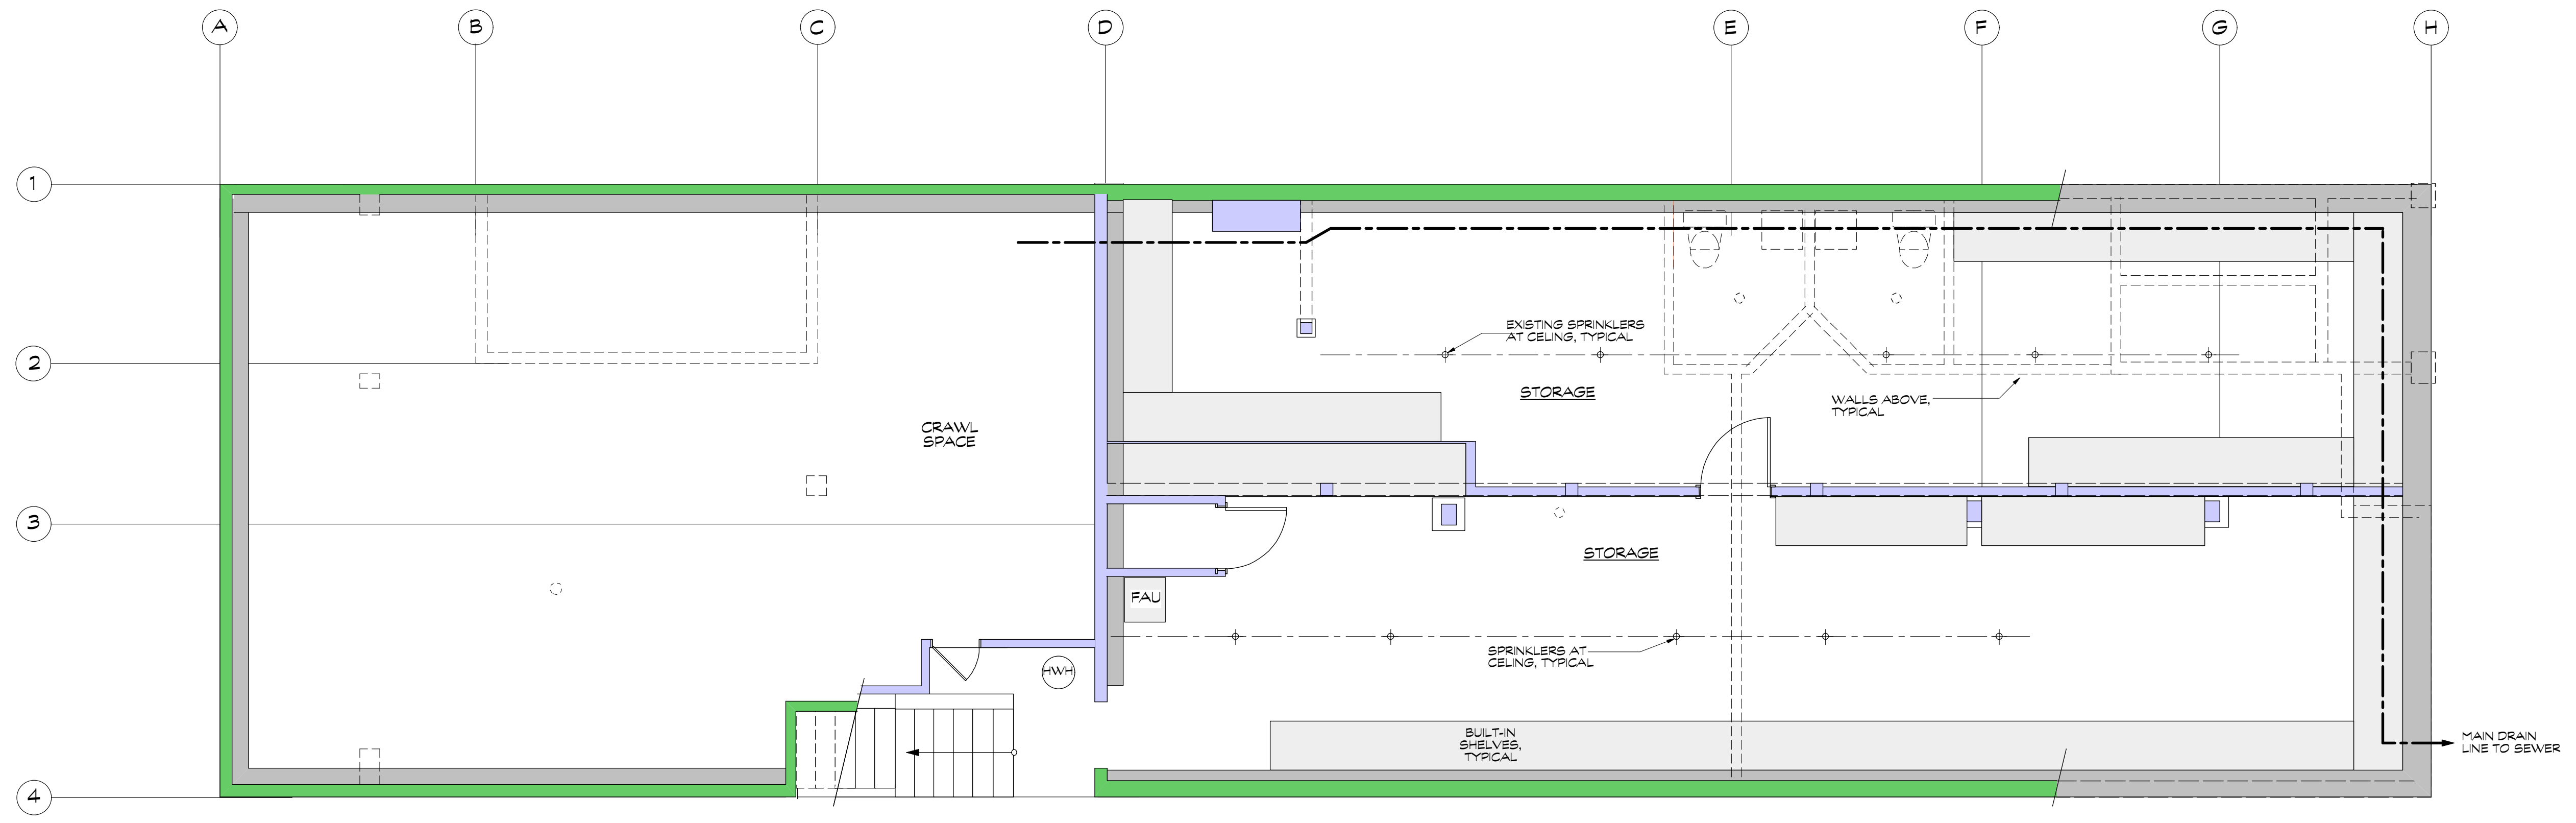 A B C D E F G H
1
EXISTING SPRINKLERS
AT CELING, TYPICAL
2
STORAGE
WALLS ABOVE,
TYPICAL
CRAWL
SPACE
3
STORAGE
FAU
SPRINKLERS AT
CELING, TYPICAL
HWH
BUILT-IN
SHELVES,
TYPICAL
MAIN DRAIN
LINE TO SEWER
4